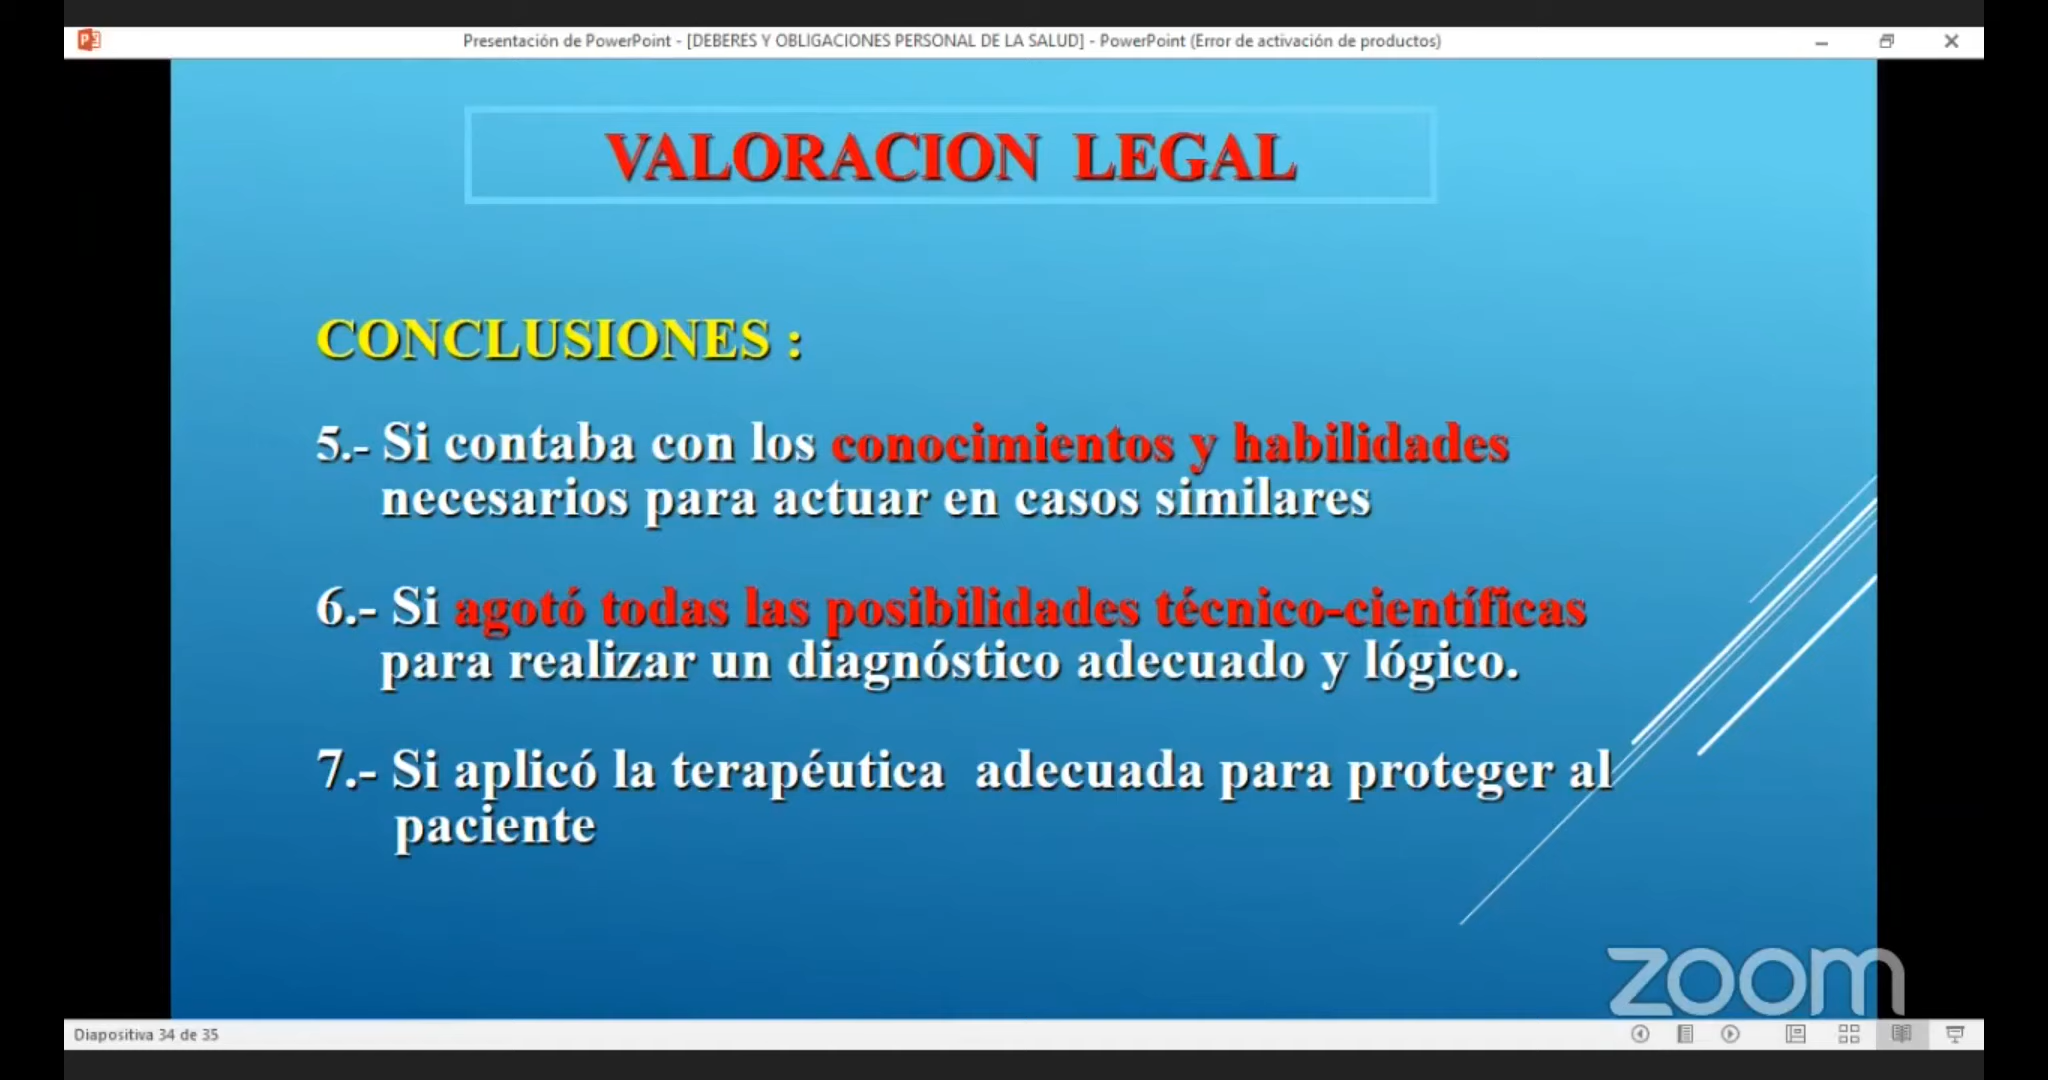 Presentación de PowerPoint - [DEBERES Y OBLIGACIONES PERSONAL DE LA SALUD] - PowerPoint (Error de activación de productos)
VALORACION LEGAL
CONCLUSIONES :
5.- Si contaba con los conocimientos y habilidades
necesarios para actuar en casos similares
6.- Si agotó todas las posibilidades técnico-científicas
para realizar un diagnóstico adecuado y lógico.
7.- Si aplicó la terapéutica adecuada para proteger al
paciente
zoom
Diapositiva 34 de 35